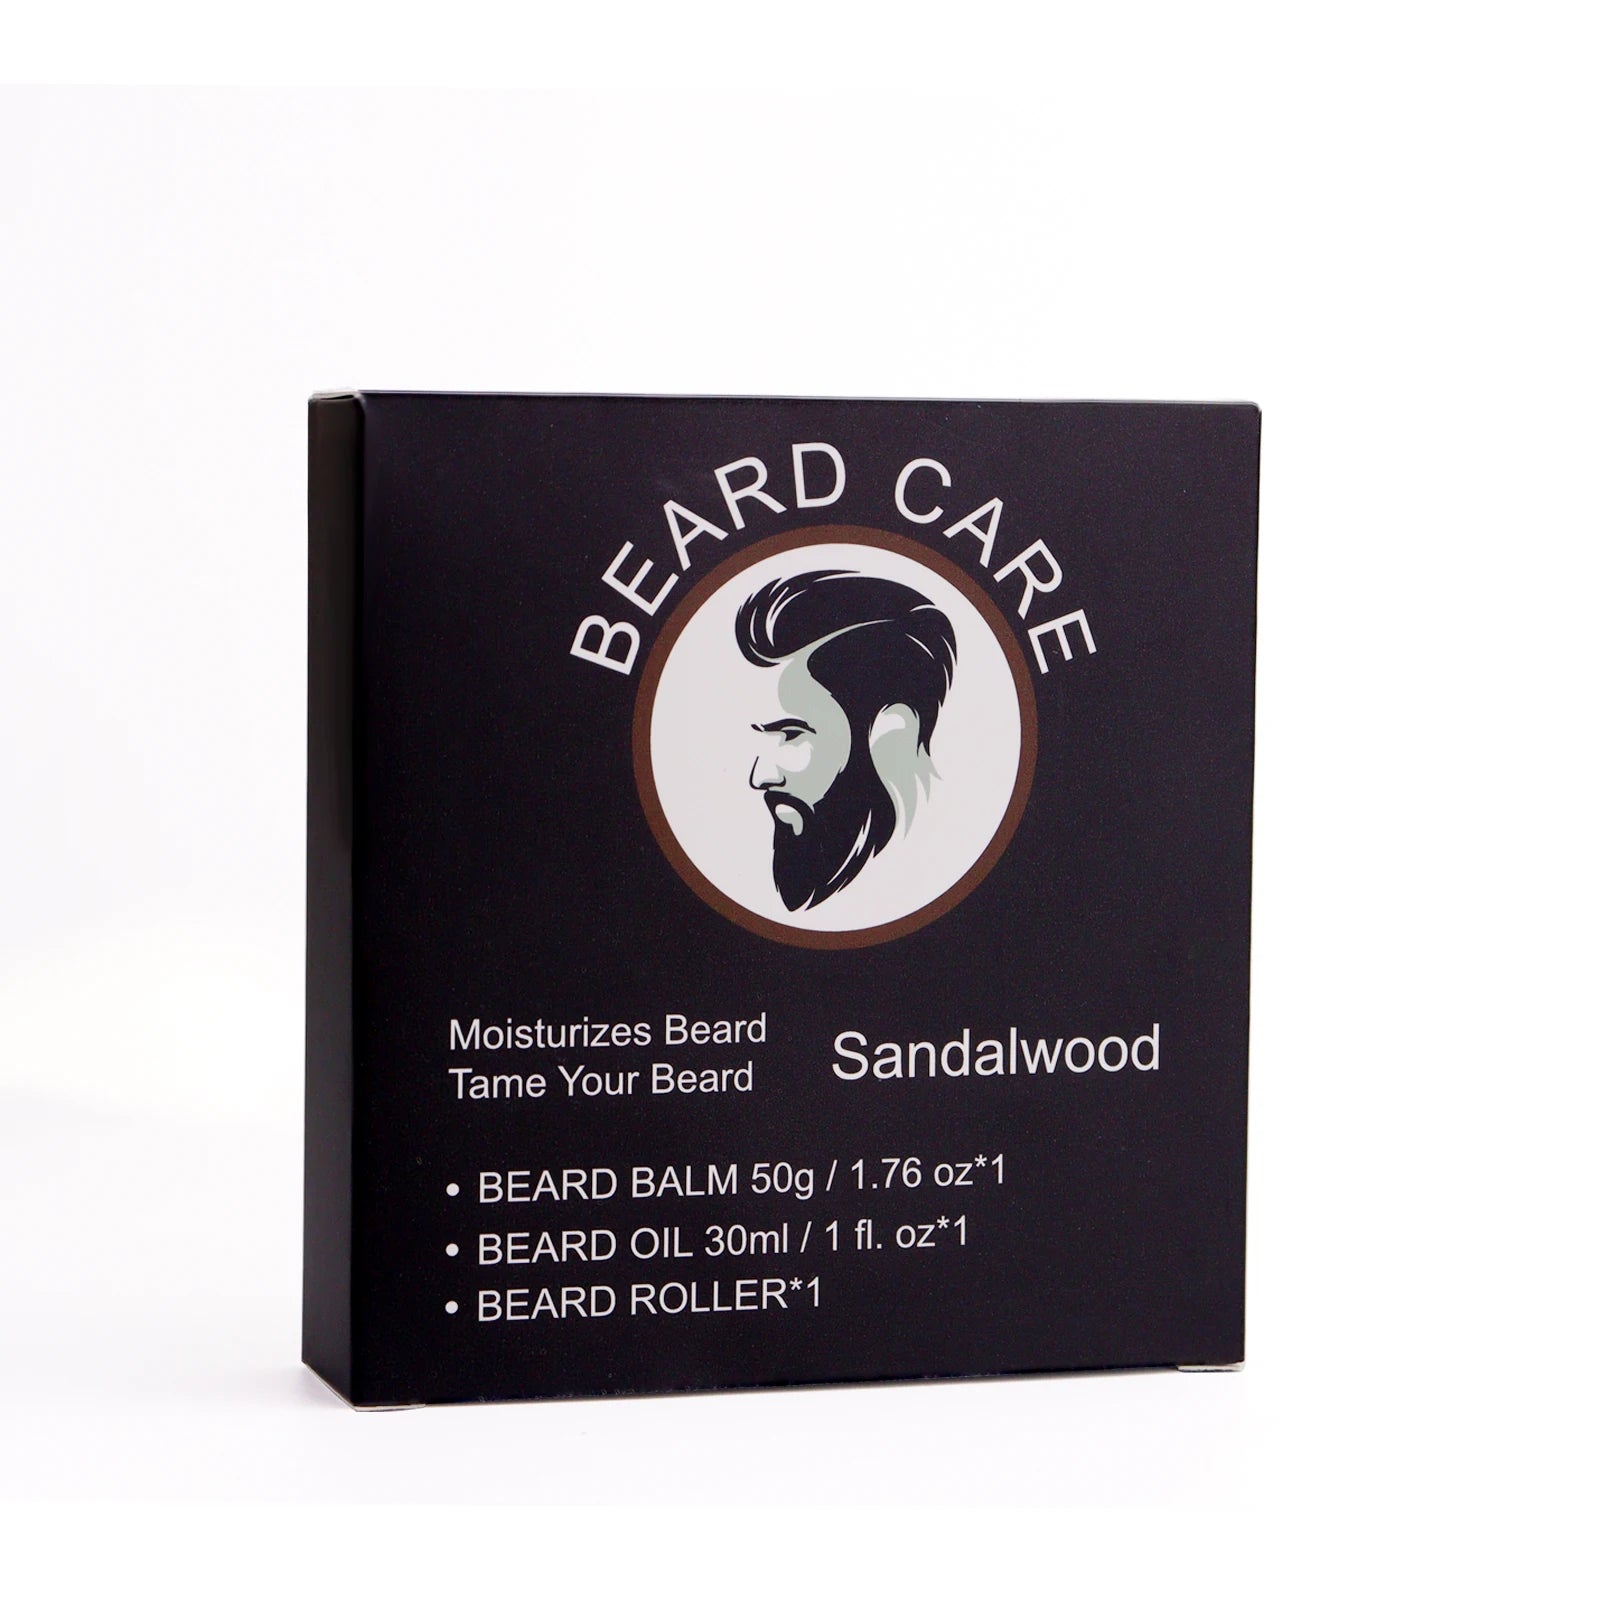 BEARD CARE
Moisturizes Beard
Tame Your Beard
Sandalwood
• BEARD BALM 50g / 1.76 oz*1
• BEARD OIL 30ml / 1 fl. oz*1
• BEARD ROLLER*1